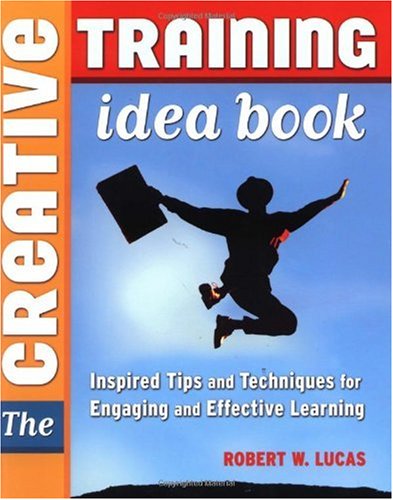 The CREATIVE
TRAINING
idea book
Inspired Tips and Techniques for
Engaging and Effective Learning
ROBERT W. LUCAS